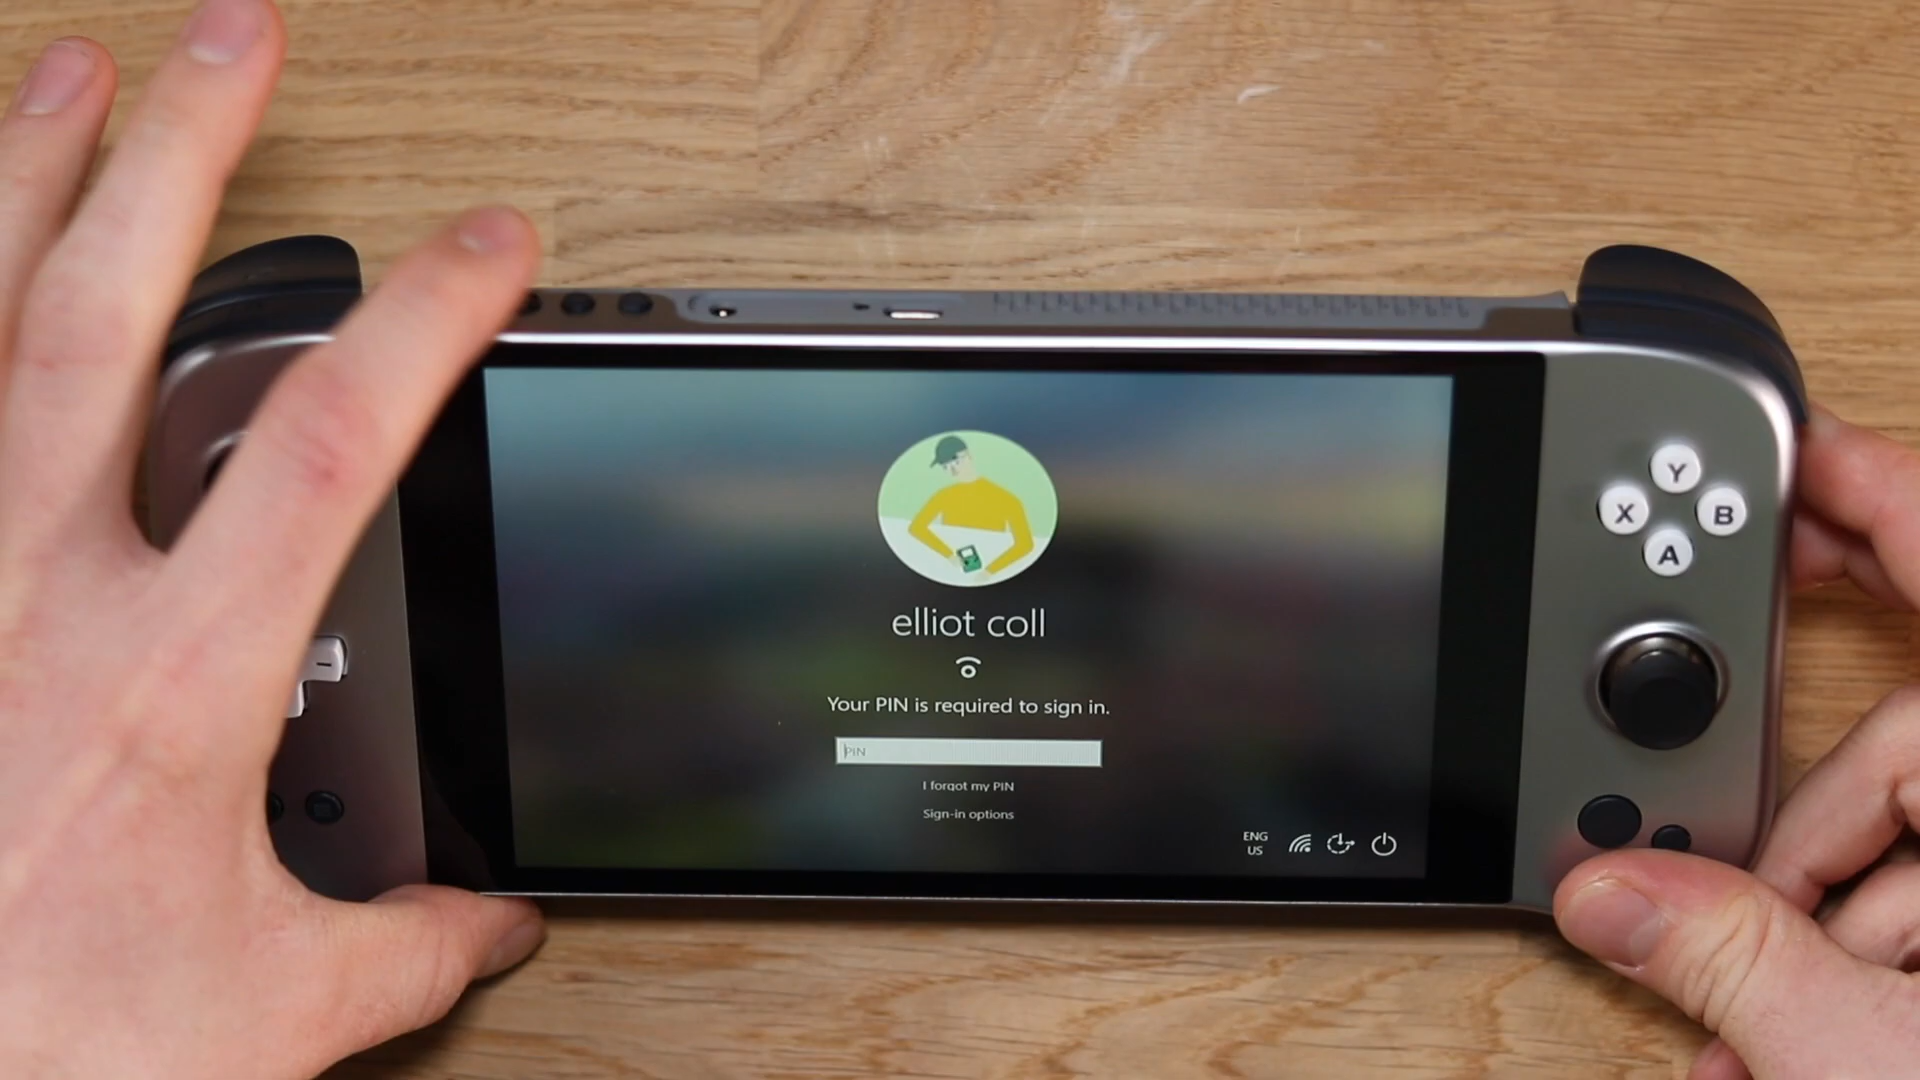 Y
X
B
A
elliot coll
Your PIN is required to sign in.
PIN
I forgot my PIN
Sign-in options
ENG
US